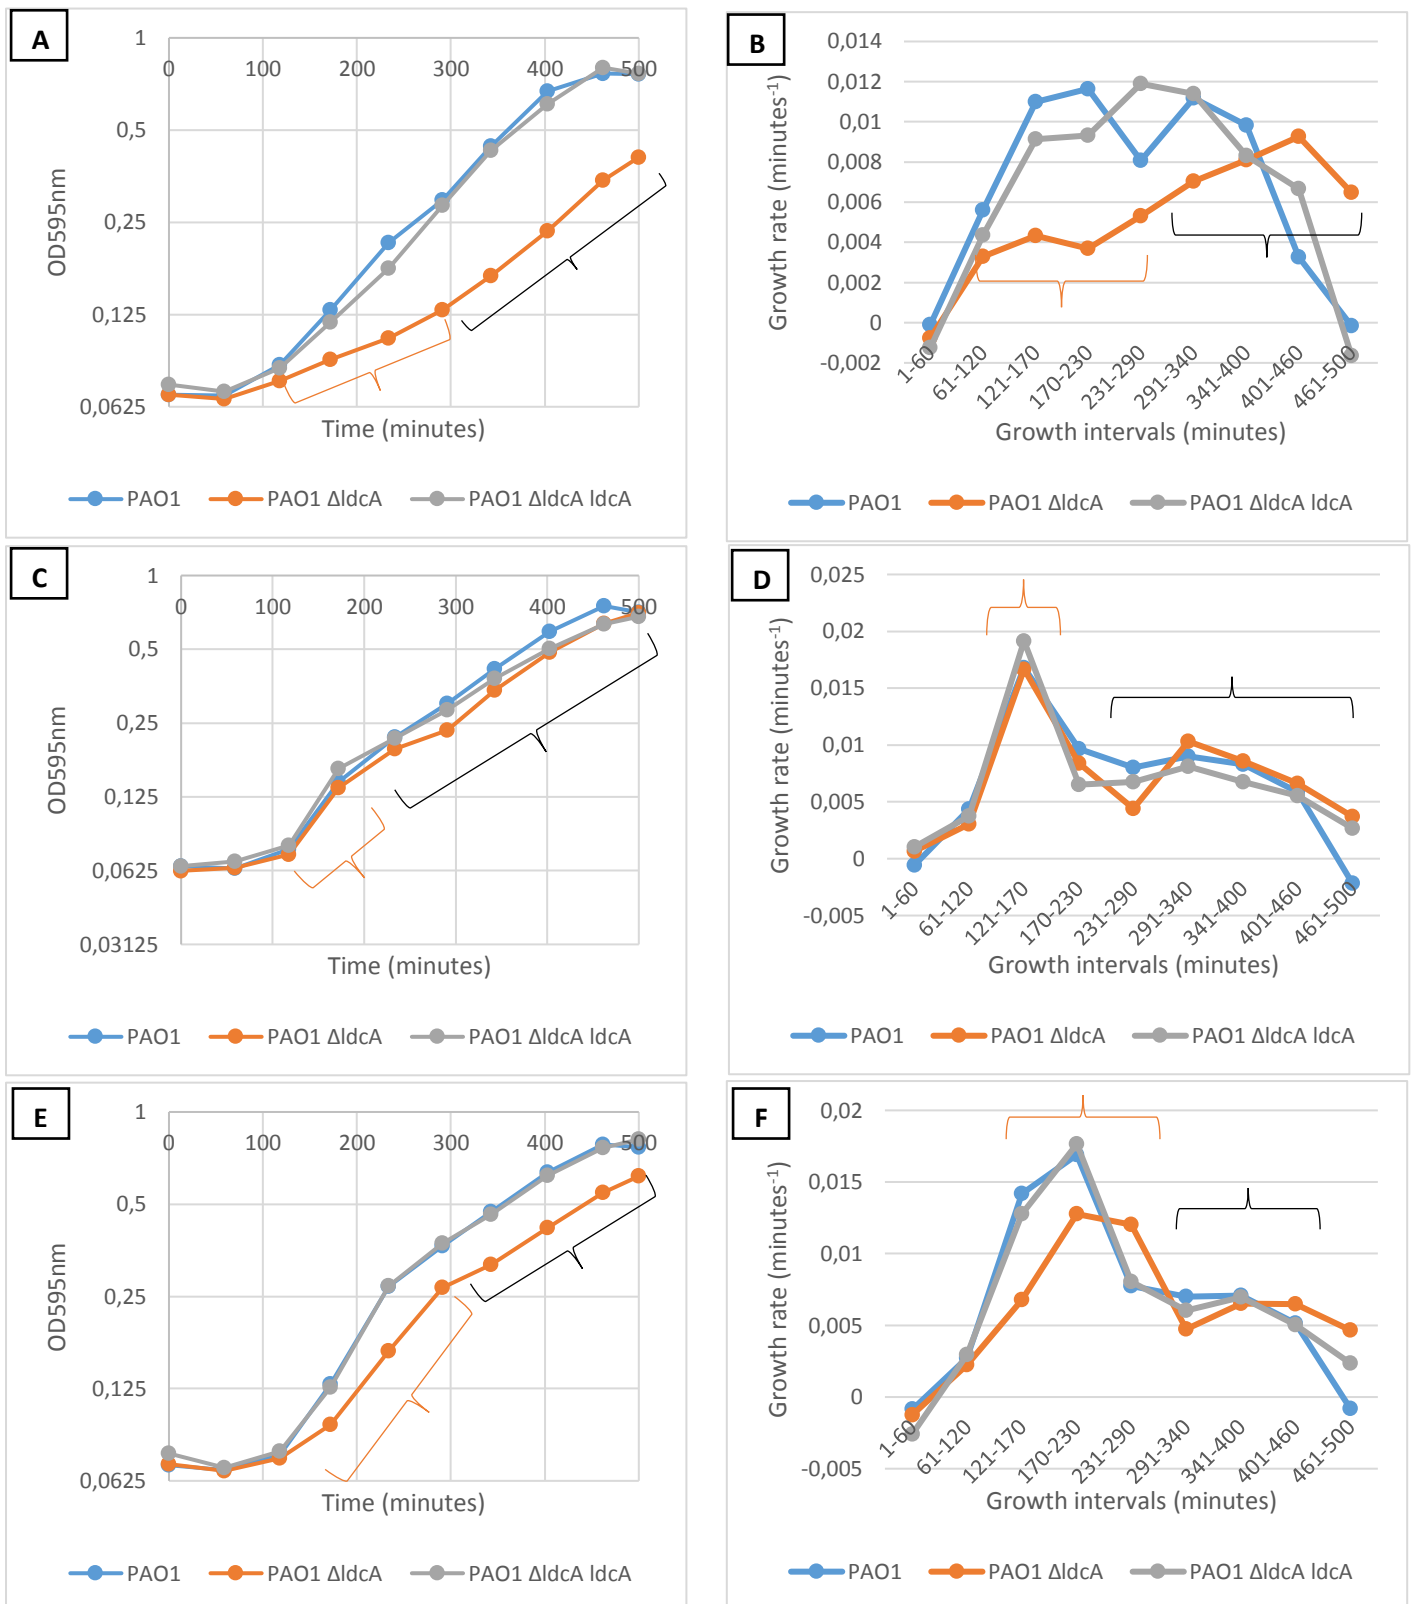 A
1
0 100 200 300 400 500
0,5
0,25
0,125
0,0625
OD595nm
Time (minutes)
PAO1 PAO1 ΔldcA PAO1 ΔldcA ldcA
B
0,014
0,012
0,01
0,008
0,006
0,004
0,002
0
-0,002
Growth rate (minutes-1)
1-60 61-120 121-170 170-230 231-290 291-340 341-400 401-460 461-500
Growth intervals (minutes)
PAO1 PAO1 ΔldcA PAO1 ΔldcA ldcA
C
1
0 100 200 300 400 500
0,5
0,25
0,125
0,0625
0,03125
OD595nm
Time (minutes)
PAO1 PAO1 ΔldcA PAO1 ΔldcA ldcA
D
0,025
0,02
0,015
0,01
0,005
0
-0,005
Growth rate (minutes-1)
1-60 61-120 121-170 170-230 231-290 291-340 341-400 401-460 461-500
Growth intervals (minutes)
PAO1 PAO1 ΔldcA PAO1 ΔldcA ldcA
E
1
0 100 200 300 400 500
0,5
0,25
0,125
0,0625
OD595nm
Time (minutes)
PAO1 PAO1 ΔldcA PAO1 ΔldcA ldcA
F
0,02
0,015
0,01
0,005
0
-0,005
Growth rate (minutes-1)
1-60 61-120 121-170 170-230 231-290 291-340 341-400 401-460 461-500
Growth intervals (minutes)
PAO1 PAO1 ΔldcA PAO1 ΔldcA ldcA